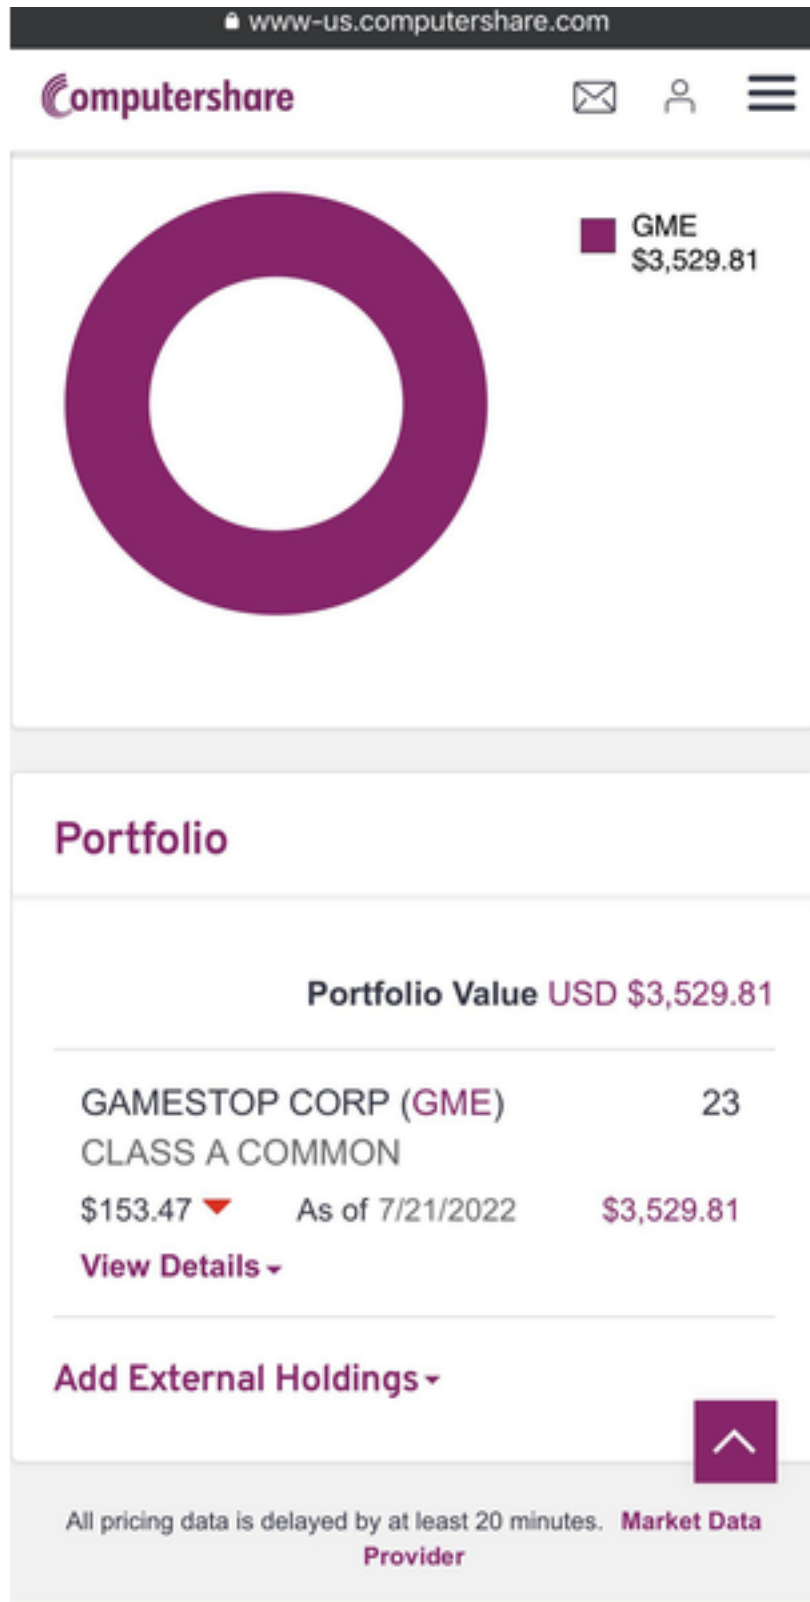 www-us.computershare.com
Computershare
GME
$3,529.81
Portfolio
Portfolio Value USD $3,529.81
GAMESTOP CORP (GME) 23
CLASS A COMMON
$153.47 As of 7/21/2022 $3,529.81
View Details
Add External Holdings
All pricing data is delayed by at least 20 minutes. Market Data
Provider